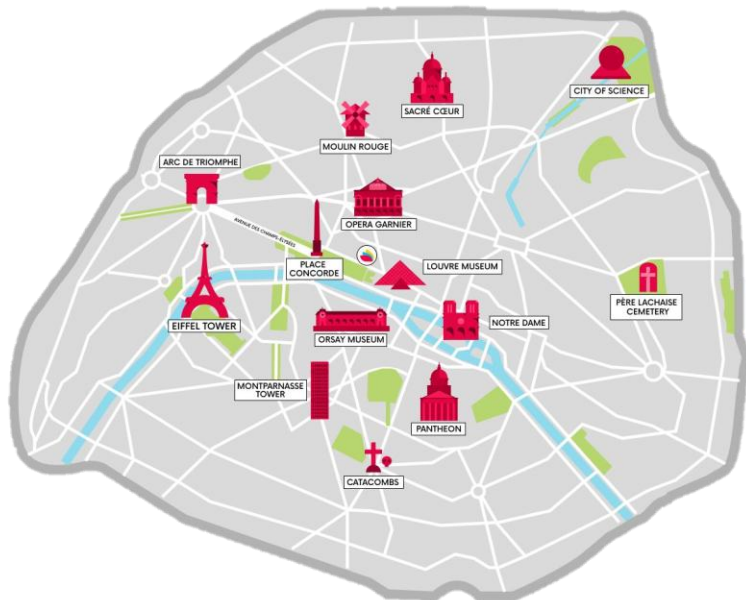 SACRÉ CŒUR
CITY OF SCIENCE
MOULIN ROUGE
ARC DE TRIOMPHE
AVENUE DES CHAMPS-ELYSEES
OPERA GARNIER
PLACE
CONCORDE
LOUVRE MUSEUM
PÈRE LACHAISE
CEMETERY
EIFFEL TOWER
ORSAY MUSEUM
NOTRE DAME
MONTPARNASSE
TOWER
PANTHEON
CATACOMBS